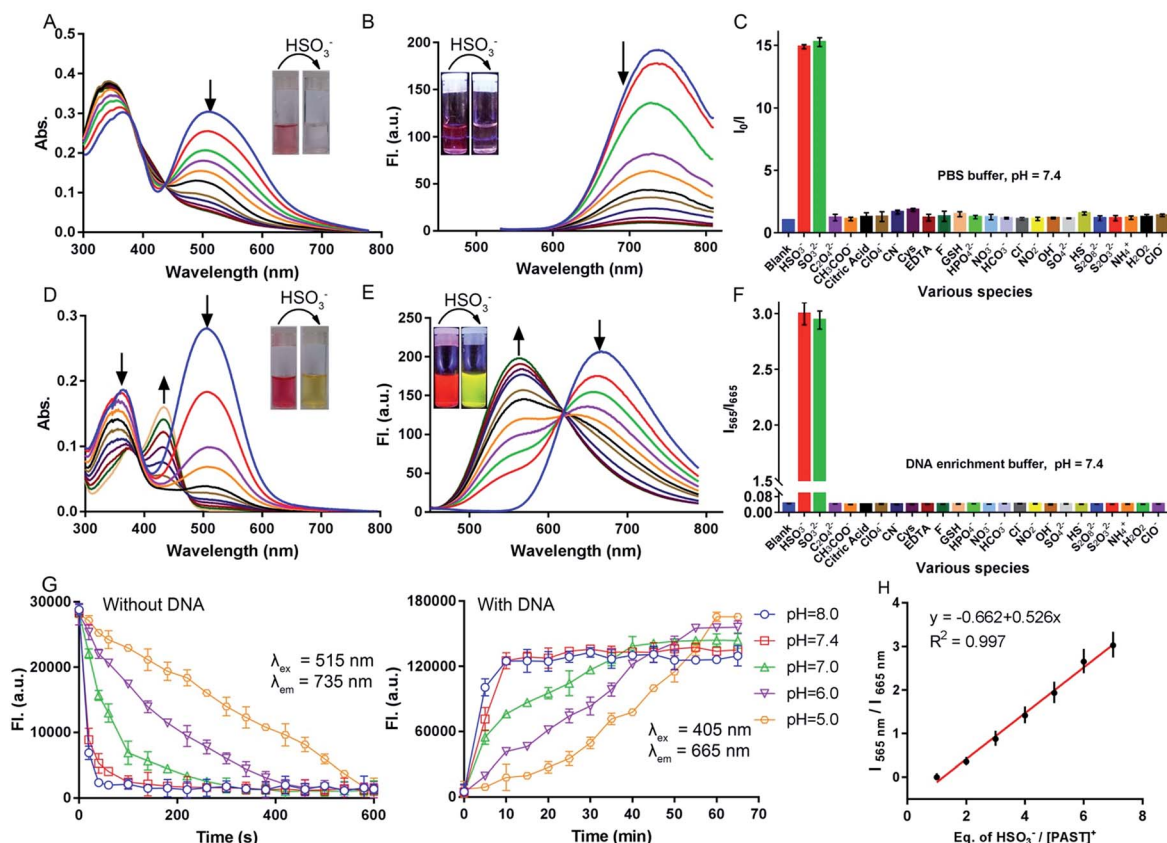 A
HSO₃⁻
Abs.
0.5
0.4
0.3
0.2
0.1
0.0
300 400 500 600 700 800
Wavelength (nm)
B
HSO₃⁻
Fl. (a.u.)
200
150
100
50
0
400 500 600 700 800
Wavelength (nm)
C
I₀/I
15
10
5
0
PBS buffer, pH = 7.4
Blank
HSO₃⁻
SO₃²⁻
C₂O₄²⁻
CH₃COO⁻
Citric Acid
ClO₄⁻
CN⁻
Cys
EDTA
F⁻
GSH
HPO₄²⁻
NO₃⁻
HCO₃⁻
Cl⁻
NO₂⁻
OH⁻
SO₄²⁻
HS⁻
S₂O₈²⁻
S₂O₃²⁻
NH₄⁺
H₂O₂
ClO⁻
Various species
D
HSO₃⁻
Abs.
0.3
0.2
0.1
0.0
300 400 500 600 700 800
Wavelength (nm)
E
HSO₃⁻
Fl. (a.u.)
250
200
150
100
50
0
400 500 600 700 800
Wavelength (nm)
F
I₅₆₅/I₆₆₅
3.0
2.5
2.0
1.5
0.08
0.00
DNA enrichment buffer, pH = 7.4
Blank
HSO₃⁻
SO₃²⁻
C₂O₄²⁻
CH₃COO⁻
Citric Acid
ClO₄⁻
CN⁻
Cys
EDTA
F⁻
GSH
HPO₄²⁻
NO₃⁻
HCO₃⁻
Cl⁻
NO₂⁻
OH⁻
SO₄²⁻
HS⁻
S₂O₈²⁻
S₂O₃²⁻
NH₄⁺
H₂O₂
ClO⁻
Various species
G
Without DNA
λex = 515 nm
λem = 735 nm
Fl. (a.u.)
30000
20000
10000
0
0 200 400 600
Time (s)
With DNA
λex = 405 nm
λem = 665 nm
Fl. (a.u.)
180000
120000
60000
0
0 10 20 30 40 50 60 70
Time (min)
pH=8.0
pH=7.4
pH=7.0
pH=6.0
pH=5.0
H
y = -0.662+0.526x
R² = 0.997
I 565 nm / I 665 nm
4
3
2
1
0
0 2 4 6 8
Eq. of HSO₃⁻ / [PAST]⁺